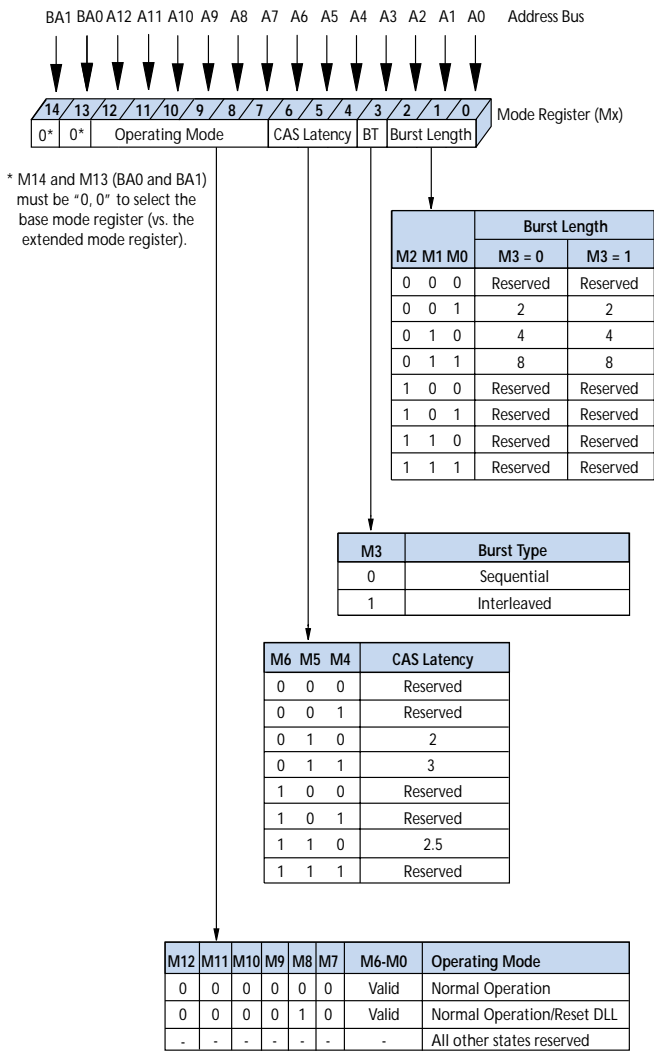 BA1 BA0 A12 A11 A10 A9 A8 A7 A6 A5 A4 A3 A2 A1 A0 Address Bus
14 13 12 11 10 9 8 7 6 5 4 3 2 1 0 Mode Register (Mx)
0* 0* Operating Mode CAS Latency BT Burst Length
* M14 and M13 (BA0 and BA1)
must be "0, 0" to select the
base mode register (vs. the
extended mode register).
Burst Length
M2 M1 M0 M3 = 0 M3 = 1
0 0 0 Reserved Reserved
0 0 1 2 2
0 1 0 4 4
0 1 1 8 8
1 0 0 Reserved Reserved
1 0 1 Reserved Reserved
1 1 0 Reserved Reserved
1 1 1 Reserved Reserved
M3 Burst Type
0 Sequential
1 Interleaved
M6 M5 M4 CAS Latency
0 0 0 Reserved
0 0 1 Reserved
0 1 0 2
0 1 1 3
1 0 0 Reserved
1 0 1 Reserved
1 1 0 2.5
1 1 1 Reserved
M12 M11 M10 M9 M8 M7 M6-M0 Operating Mode
0 0 0 0 0 0 Valid Normal Operation
0 0 0 0 1 0 Valid Normal Operation/Reset DLL
- - - - - - - All other states reserved